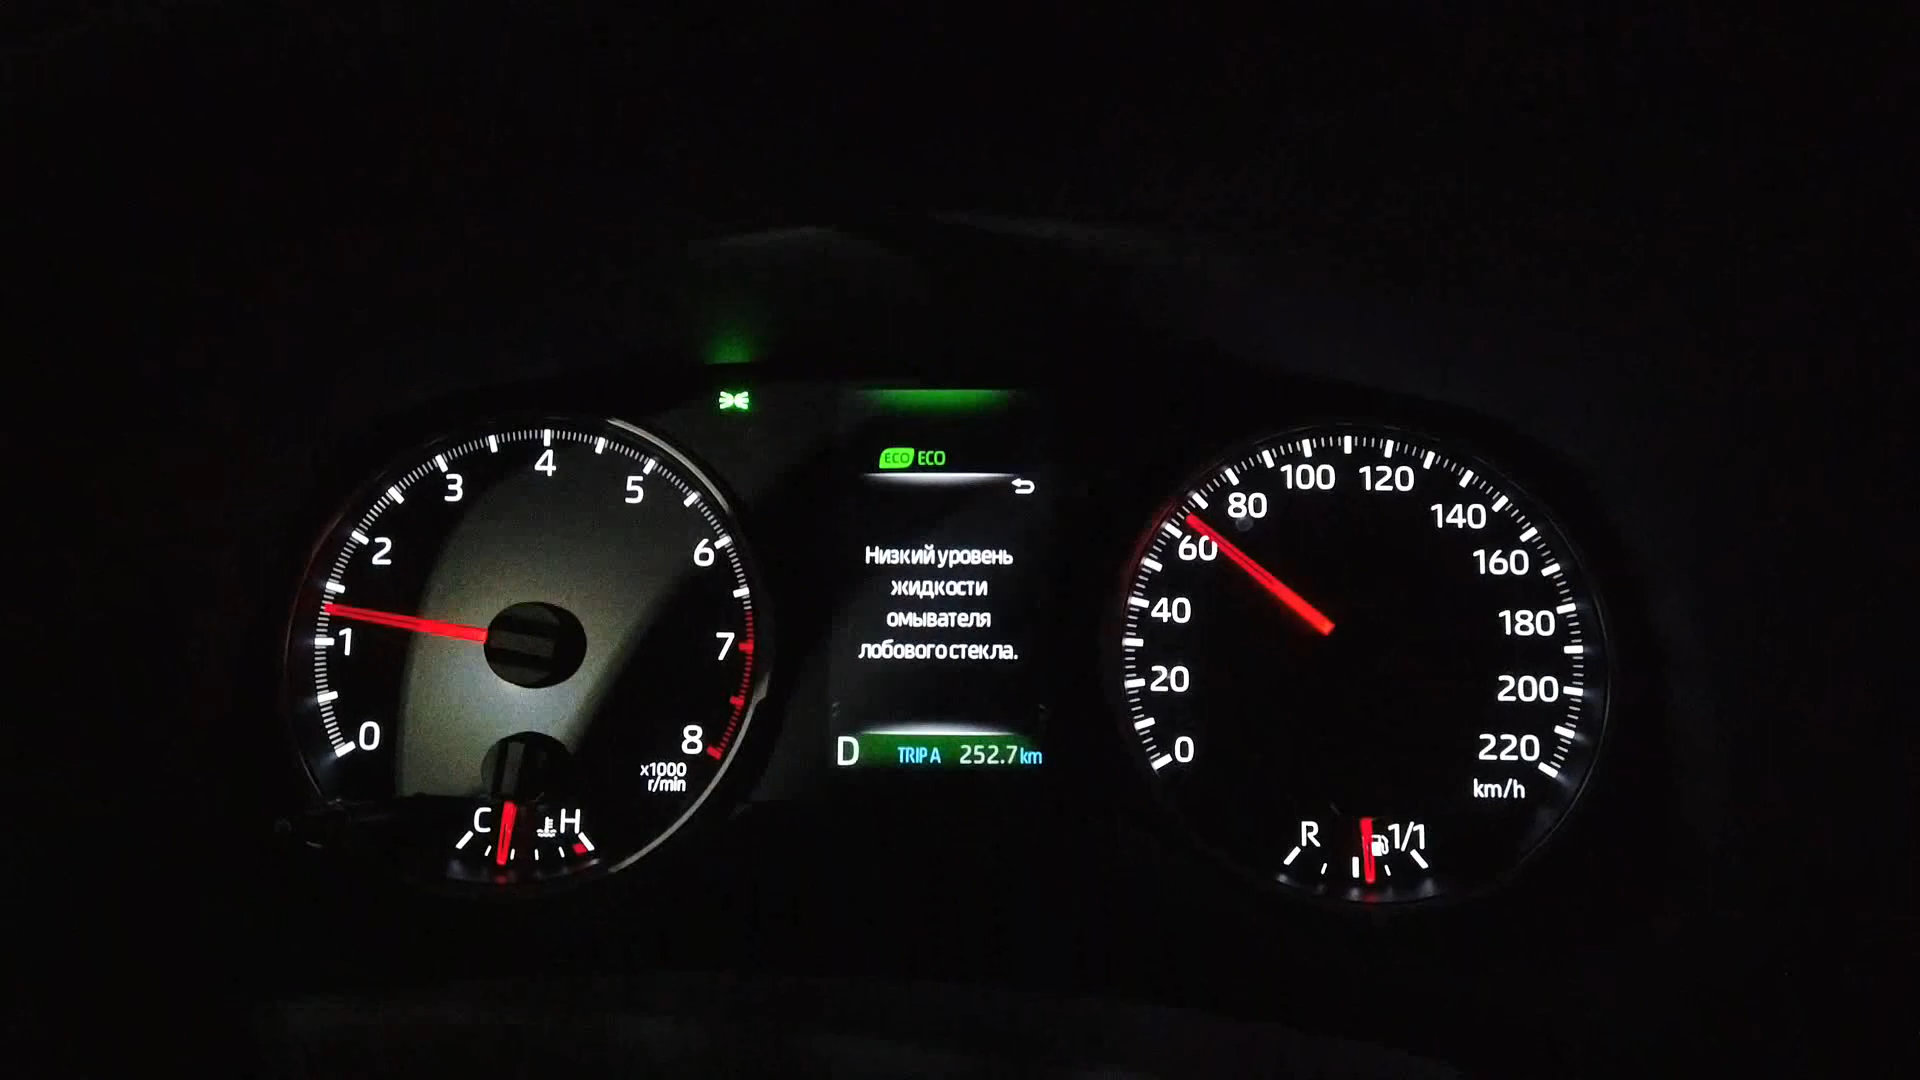 ECO ECO
Низкий уровень
жидкости
омывателя
лобового стекла.
D TRIP A 252.7 km
0
1
2
3
4
5
6
7
8
x1000
r/min
C H
0
20
40
60
80
100
120
140
160
180
200
220
km/h
R 1/1